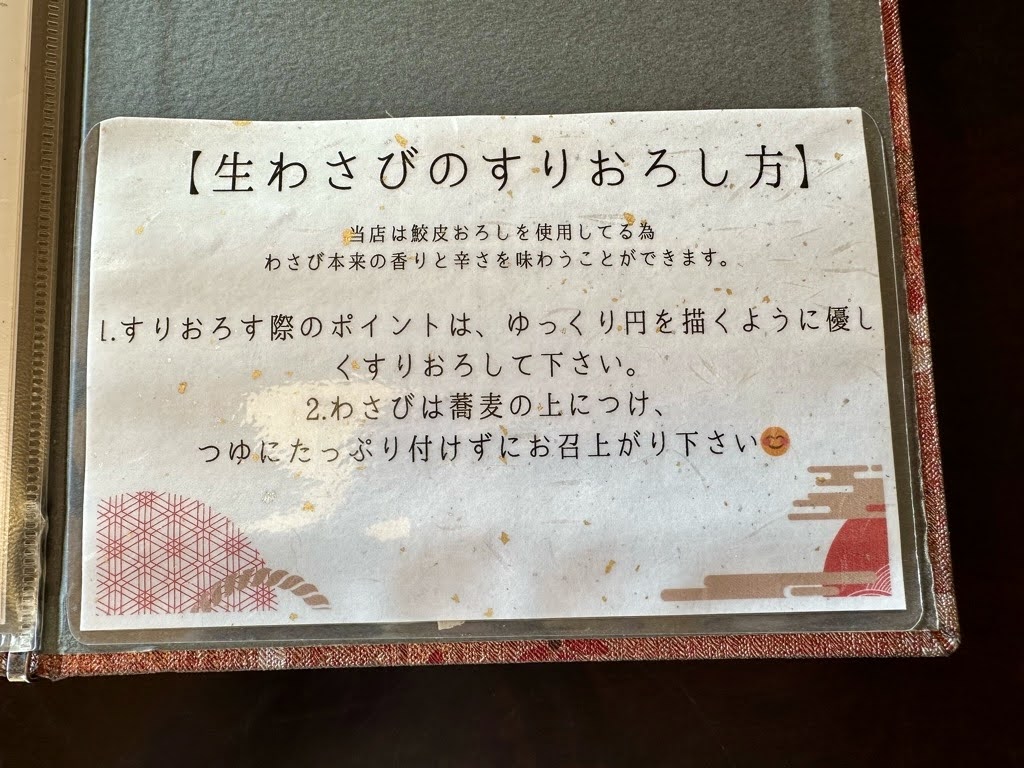 【生わさびのすりおろし方】
当店は鮫皮おろしを使用してる為
わさび本来の香りと辛さを味わうことができます。
1.すりおろす際のポイントは、ゆっくり円を描くように優し
くすりおろして下さい。
2.わさびは蕎麦の上につけ、
つゆにたっぷり付けずにお召上がり下さい😊